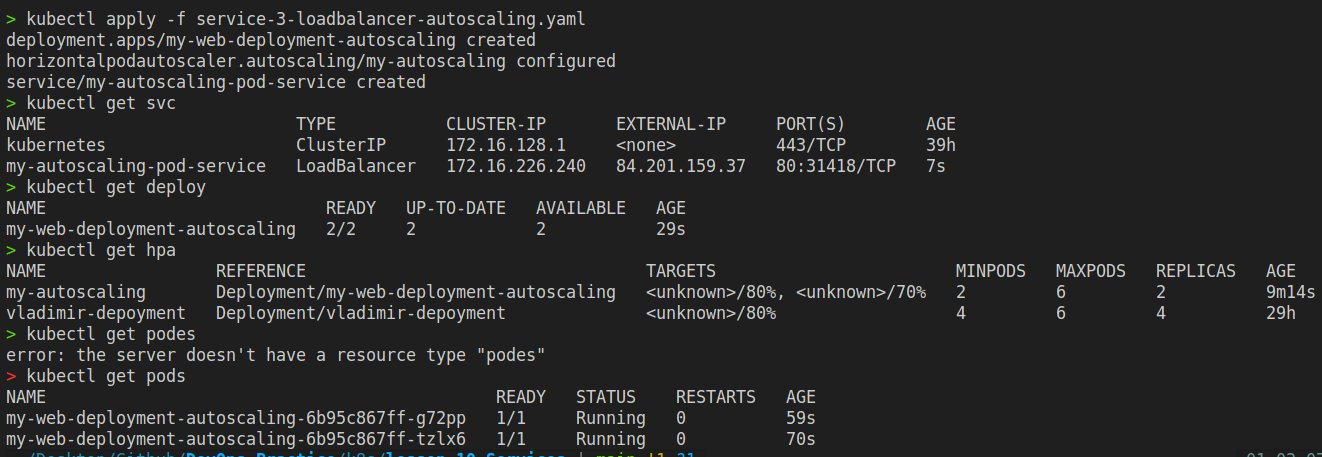 > kubectl apply -f service-3-loadbalancer-autoscaling.yaml
deployment.apps/my-web-deployment-autoscaling created
horizontalpodautoscaler.autoscaling/my-autoscaling configured
service/my-autoscaling-pod-service created
> kubectl get svc
NAME                         TYPE           CLUSTER-IP       EXTERNAL-IP     PORT(S)        AGE
kubernetes                   ClusterIP      172.16.128.1     <none>          443/TCP        39h
my-autoscaling-pod-service   LoadBalancer   172.16.226.240   84.201.159.37   80:31418/TCP   7s
> kubectl get deploy
NAME                            READY   UP-TO-DATE   AVAILABLE   AGE
my-web-deployment-autoscaling   2/2     2            2           29s
> kubectl get hpa
NAME                 REFERENCE                                  TARGETS                        MINPODS   MAXPODS   REPLICAS   AGE
my-autoscaling       Deployment/my-web-deployment-autoscaling   <unknown>/80%, <unknown>/70%   2         6         2          9m14s
vladimir-depoyment   Deployment/vladimir-depoyment              <unknown>/80%                  4         6         4          29h
> kubectl get podes
error: the server doesn't have a resource type "podes"
> kubectl get pods
NAME                                             READY   STATUS    RESTARTS   AGE
my-web-deployment-autoscaling-6b95c867ff-g72pp   1/1     Running   0          59s
my-web-deployment-autoscaling-6b95c867ff-tzlx6   1/1     Running   0          70s